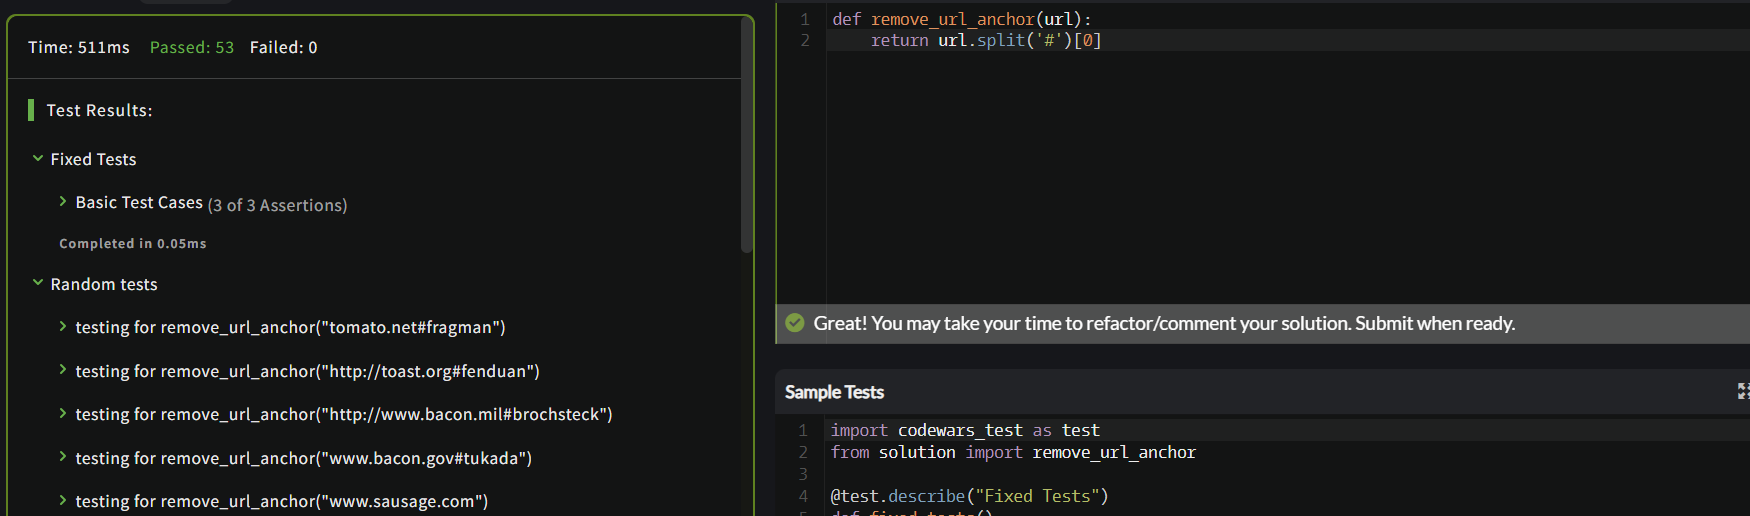 Time: 511ms Passed: 53 Failed: 0
Test Results:
Fixed Tests
Basic Test Cases (3 of 3 Assertions)
Completed in 0.05ms
Random tests
testing for remove_url_anchor("tomato.net#fragman")
testing for remove_url_anchor("http://toast.org#fenduan")
testing for remove_url_anchor("http://www.bacon.mil#brochsteck")
testing for remove_url_anchor("www.bacon.gov#tukada")
testing for remove_url_anchor("www.sausage.com")
1 def remove_url_anchor(url):
2     return url.split('#')[0]
Great! You may take your time to refactor/comment your solution. Submit when ready.
Sample Tests
1 import codewars_test as test
2 from solution import remove_url_anchor
3
4 @test.describe("Fixed Tests")
5 def fixed_tests()